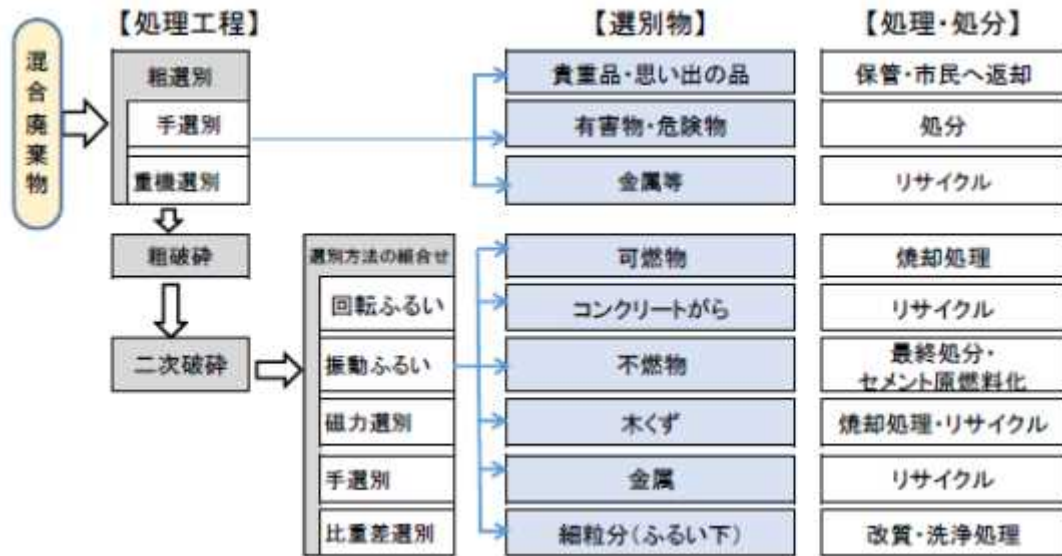 【処理工程】
【選別物】
【処理・処分】
混合廃棄物
粗選別
手選別
重機選別
貴重品・思い出の品
保管・市民へ返却
有害物・危険物
処分
金属等
リサイクル
粗破砕
二次破砕
選別方法の組合せ
回転ふるい
振動ふるい
磁力選別
手選別
比重差選別
可燃物
焼却処理
コンクリートがら
リサイクル
不燃物
最終処分・
セメント原燃料化
木くず
焼却処理・リサイクル
金属
リサイクル
細粒分(ふるい下)
改質・洗浄処理